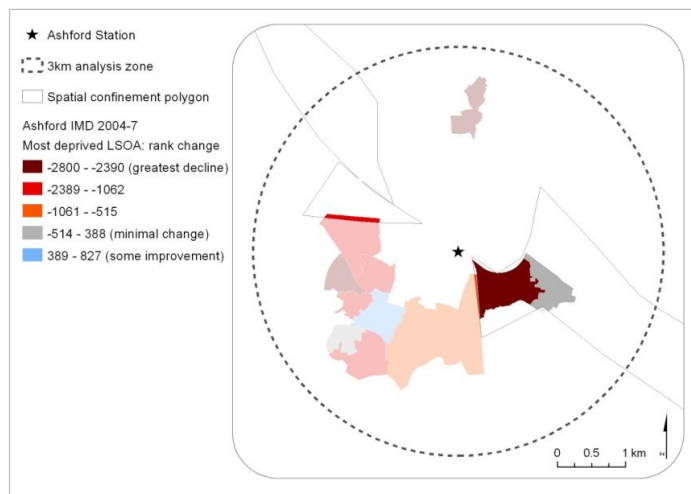 Ashford Station
3km analysis zone
Spatial confinement polygon
Ashford IMD 2004-7
Most deprived LSOA: rank change
-2800 - -2390 (greatest decline)
-2389 - -1062
-1061 - -515
-514 - 388 (minimal change)
389 - 827 (some improvement)
0 0.5 1 km
N